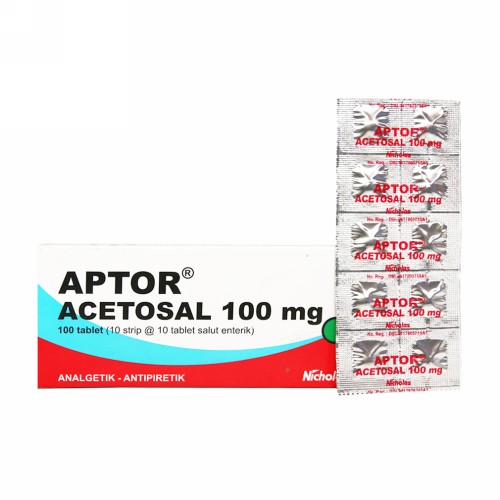 APTOR®
ACETOSAL 100 mg
100 tablet (10 strip @ 10 tablet salut enterik)
ANALGETIK - ANTIPIRETIK
Nichol
APTOR®
ACETOSAL 100 mg
Nicholas
APTOR®
ACETOSAL 100 mg
Nicholas
APTOR®
ACETOSAL 100 mg
Nicholas
APTOR®
ACETOSAL 100 mg
Nicholas
APTOR®
ACETOSAL 100 mg
Nicholas